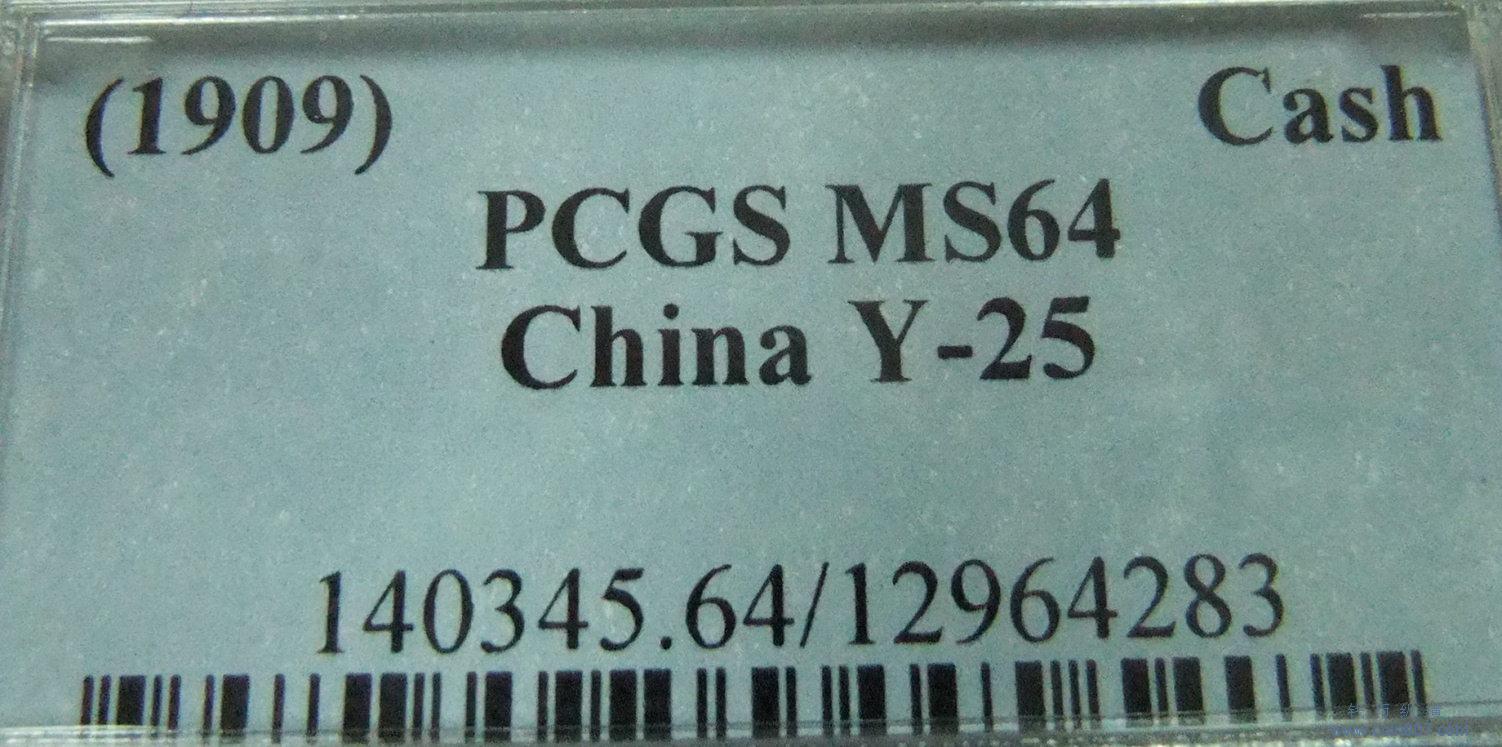 (1909) Cash
PCGS MS64
China Y-25
140345.64/12964283